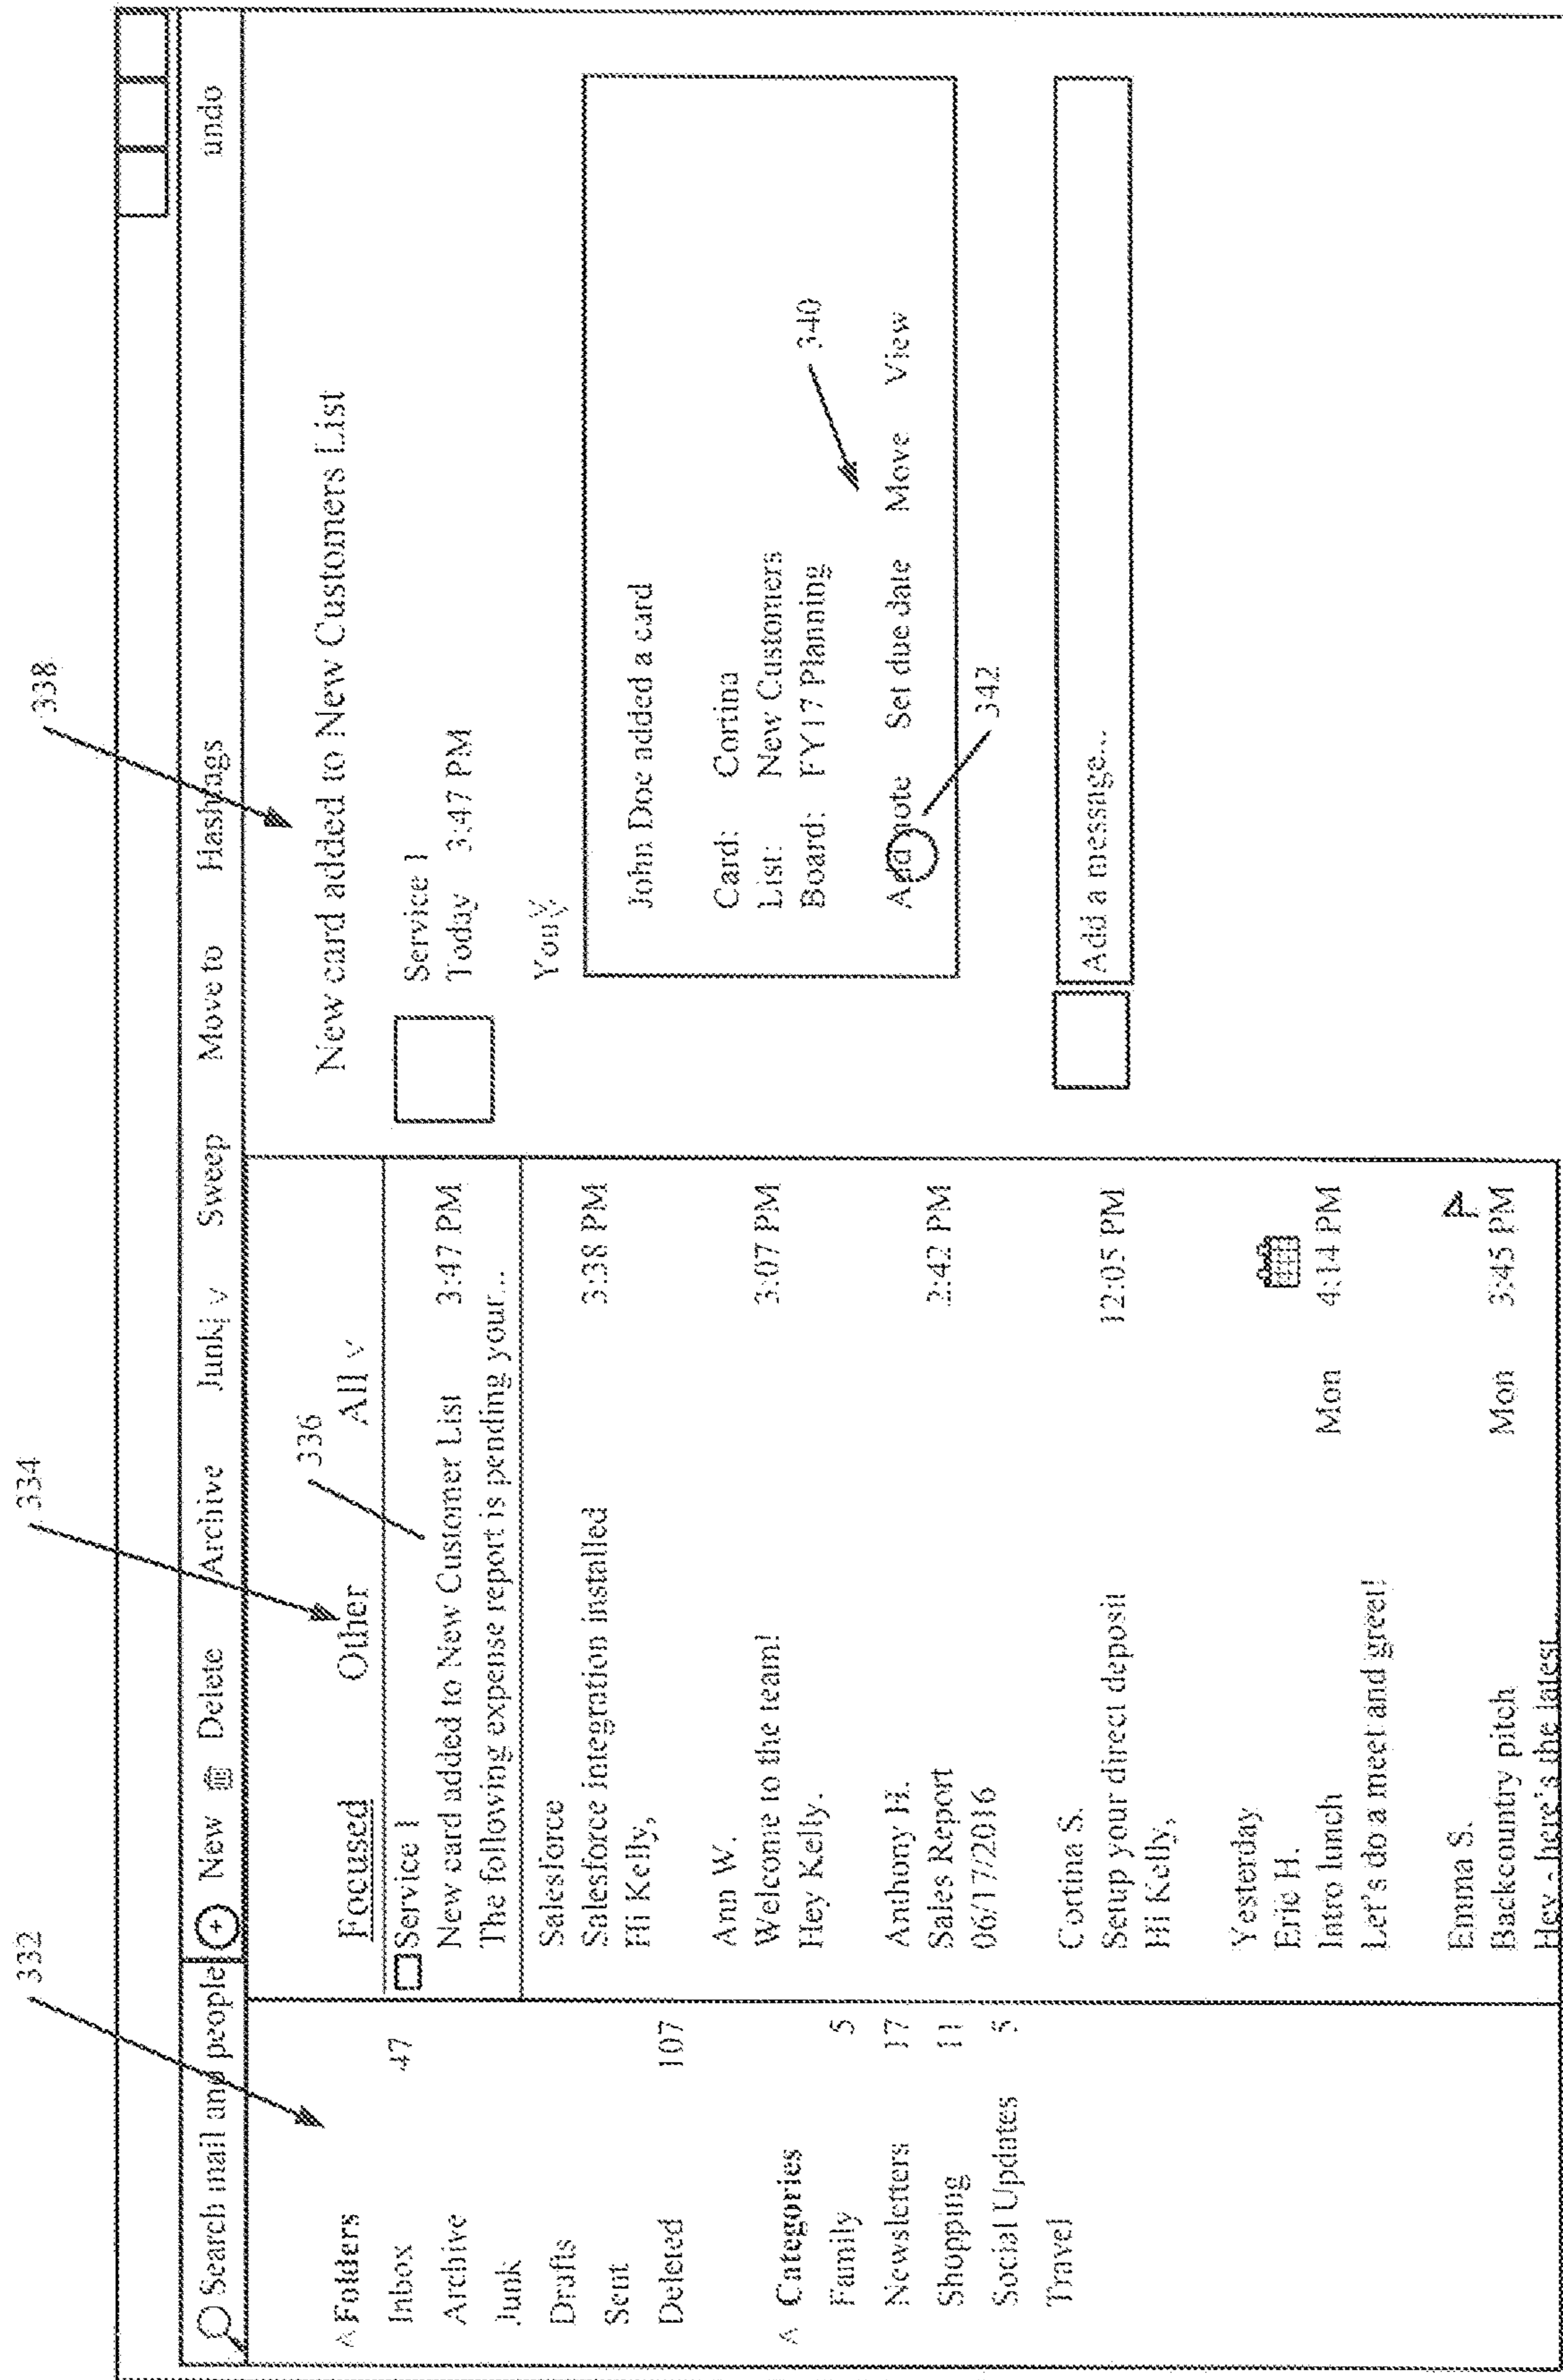 332
334
338
Search mail and people
New
Delete
Archive
Junk v
Sweep
Move to
Hashtags
undo
^ Folders
Inbox 47
Archive
Junk
Drafts
Sent
Deleted 107
^ Categories
Family 5
Newsletters 17
Shopping 11
Social Updates 5
Travel
Focused Other All v
336
Service 1
New card added to New Customer List 3:47 PM
The following expense report is pending your...
Salesforce
Salesforce integration installed 3:38 PM
Hi Kelly,
Ann W.
Welcome to the team! 3:07 PM
Hey Kelly.
Anthony H.
Sales Report 2:42 PM
06/17/2016
Cortina S.
Setup your direct deposit 12:05 PM
Hi Kelly,
Yesterday
Eric H.
Intro lunch Mon 4:14 PM
Let's do a meet and greet!
Emma S.
Backcountry pitch Mon 3:45 PM
Hey - here's the latest
New card added to New Customers List
Service 1
Today 3:47 PM
You v
John Doe added a card
Card: Cortina
List: New Customers
Board: FY17 Planning
340
Add note Set due date Move View
342
Add a message...